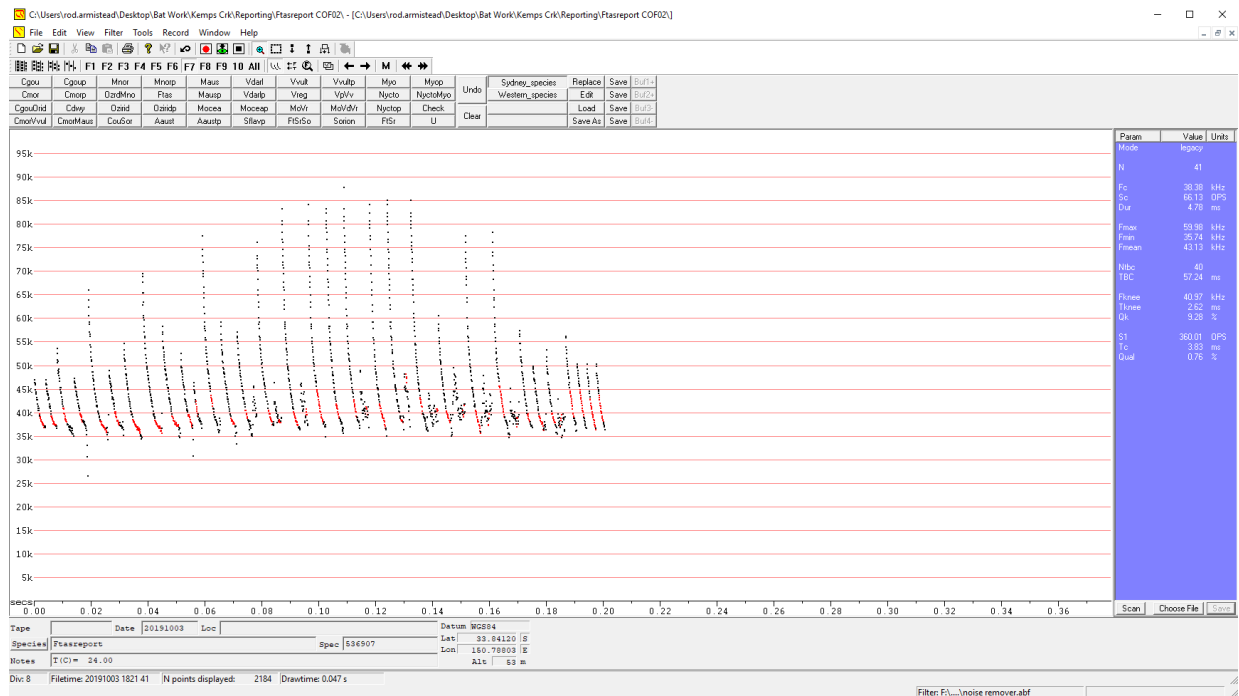 C:\Users\rod.armistead\Desktop\Bat Work\Kemps Crk\Reporting\Ftasreport COF02\ - [C:\Users\rod.armistead\Desktop\Bat Work\Kemps Crk\Reporting\Ftasreport COF02\]
File Edit View Filter Tools Record Window Help
F1 F2 F3 F4 F5 F6 F7 F8 F9 10 All M
Cgou Cgoup Mnor Mnorp Maus Vdarl Vvult Vvultp Myo Myop Undo Sydney_species Replace Save Buf1+
Cmor Cmorp OzrdMno Ftas Mausp Vdarlp Vreg VpVv Nycto NyctoMyo Western_species Edit Save Buf2+
CgouOrid Cdwy Ozirid Oziridp Mocea Moceap MoVr MoVdVr Nyctop Check Clear Load Save Buf3-
CmorVvul CmorMaus CouSor Aaust Aaustp Sflavp FtSrSo Sorion FtSr U Save As Save Buf4-
Param Value Units
Mode legacy
N 41
Fc 38.38 kHz
Sc 66.13 OPS
Dur 4.78 ms
Fmax 59.98 kHz
Fmin 35.74 kHz
Fmean 43.13 kHz
Ntbc 40
TBC 57.24 ms
Fknee 40.97 kHz
Tknee 2.62 ms
Qk 9.28 %
S1 360.01 OPS
Tc 3.83 ms
Qual 0.76 %
95k
90k
85k
80k
75k
70k
65k
60k
55k
50k
45k
40k
35k
30k
25k
20k
15k
10k
5k
secs
0.00 0.02 0.04 0.06 0.08 0.10 0.12 0.14 0.16 0.18 0.20 0.22 0.24 0.26 0.28 0.30 0.32 0.34 0.36
Scan Choose File Save
Tape Date 20191003 Loc Datum WGS84
Species Ftasreport Spec 536907 Lat 33.84120 S
Lon 150.78803 E
Notes T(C)= 24.00 Alt 53 m
Div: 8 Filetime: 20191003 1821 41 N points displayed: 2184 Drawtime: 0.047 s
Filter: F:\....\noise remover.abf